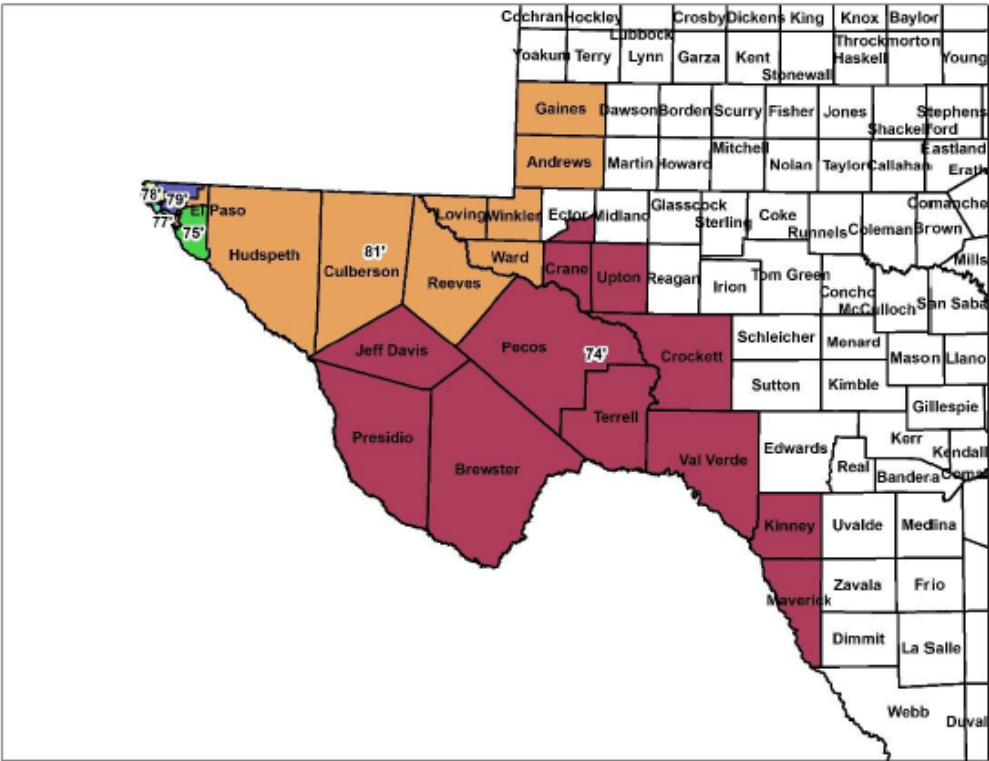 Cochran Hockley Crosby Dickens King Knox Baylor
Lubbock
Yoakum Terry Lynn Garza Kent Stonewall Throckmorton Haskell Young
Gaines Dawson Borden Scurry Fisher Jones Shackelford Stephens
Andrews Martin Howard Mitchell Nolan Taylor Callahan Eastland Erath
78' 79' 77' 75' El Paso
Loving Winkler Ector Midland Glasscock Sterling Coke Runnels Coleman Brown Comanche
Hudspeth 81' Culberson Reeves Ward Crane Upton Reagan Irion Tom Green Concho McCulloch San Saba Mills
Jeff Davis Pecos 74' Crockett Schleicher Menard Mason Llano
Sutton Kimble Gillespie
Presidio Brewster Terrell Val Verde Edwards Real Kerr Bandera Kendall Comal
Kinney Uvalde Medina
Maverick Zavala Frio
Dimmit La Salle
Webb Duval